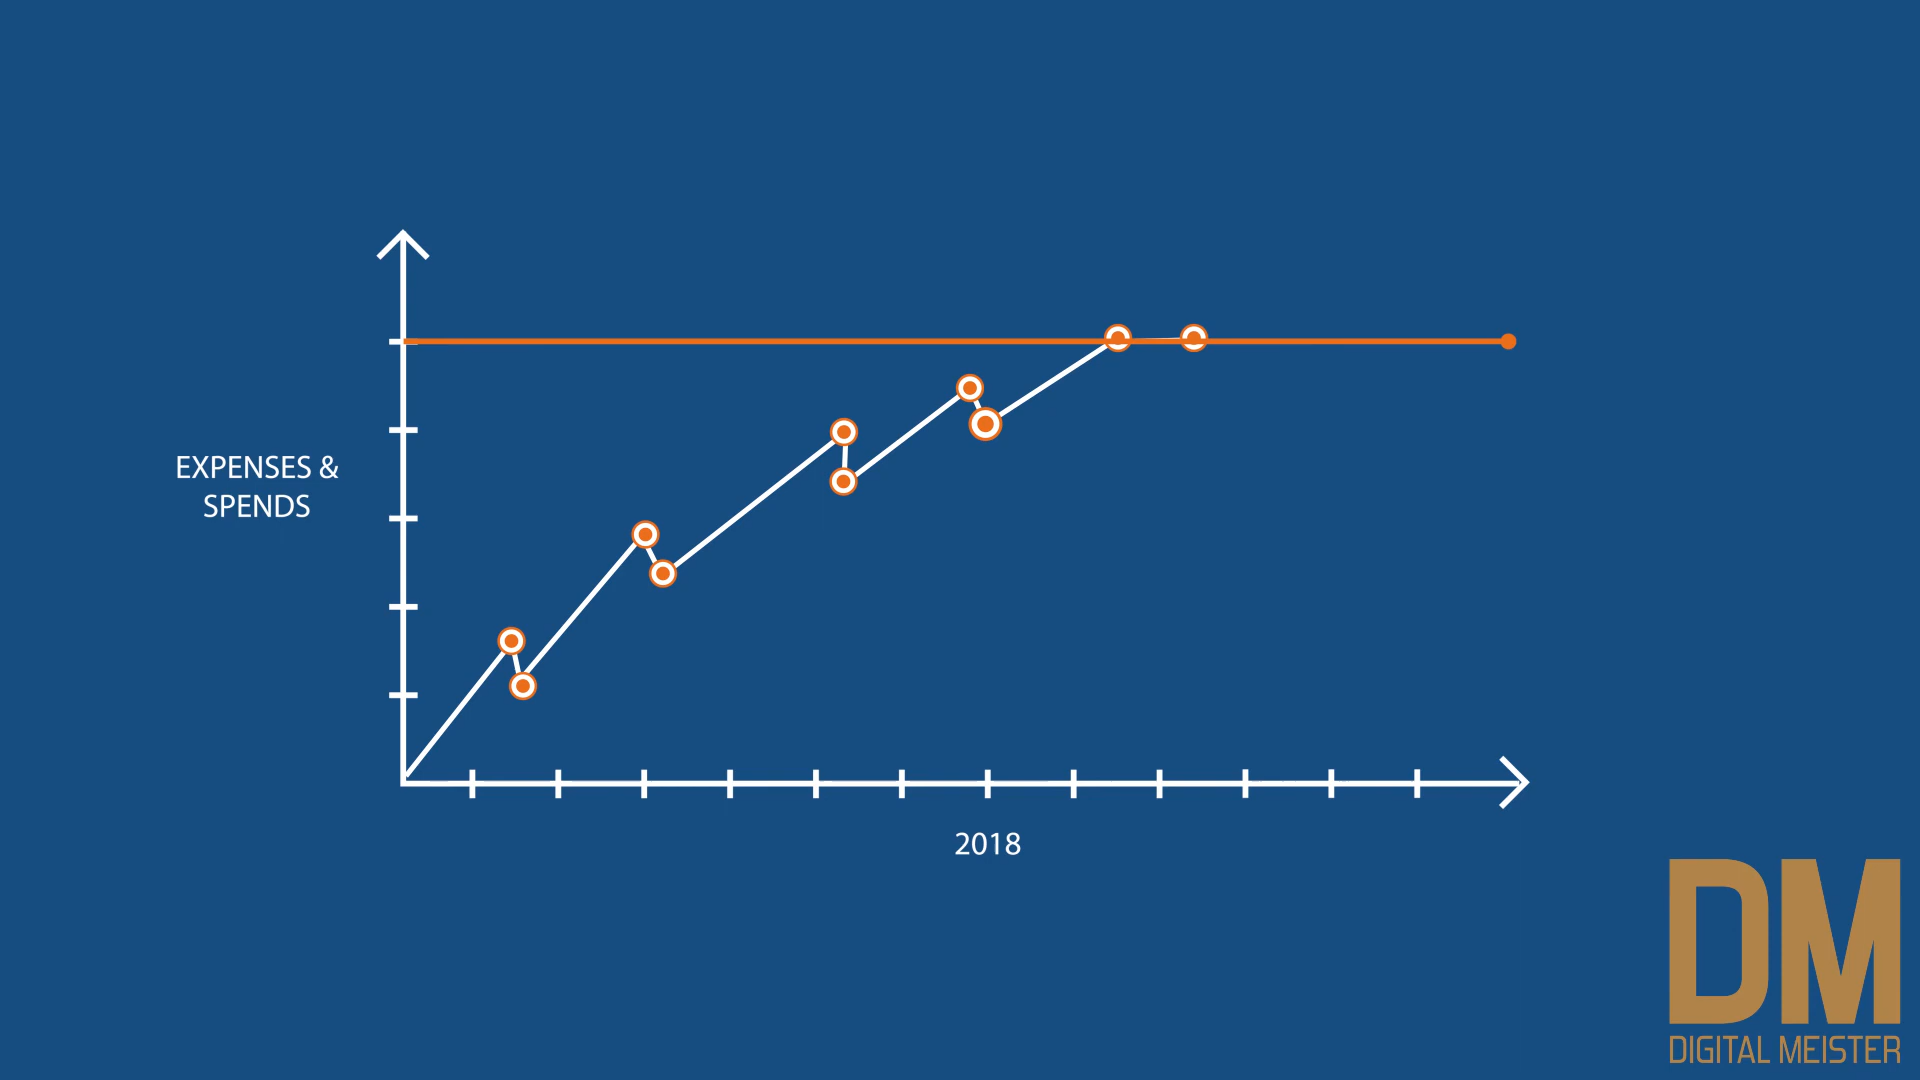 EXPENSES &
SPENDS
2018
DM
DIGITAL MEISTER